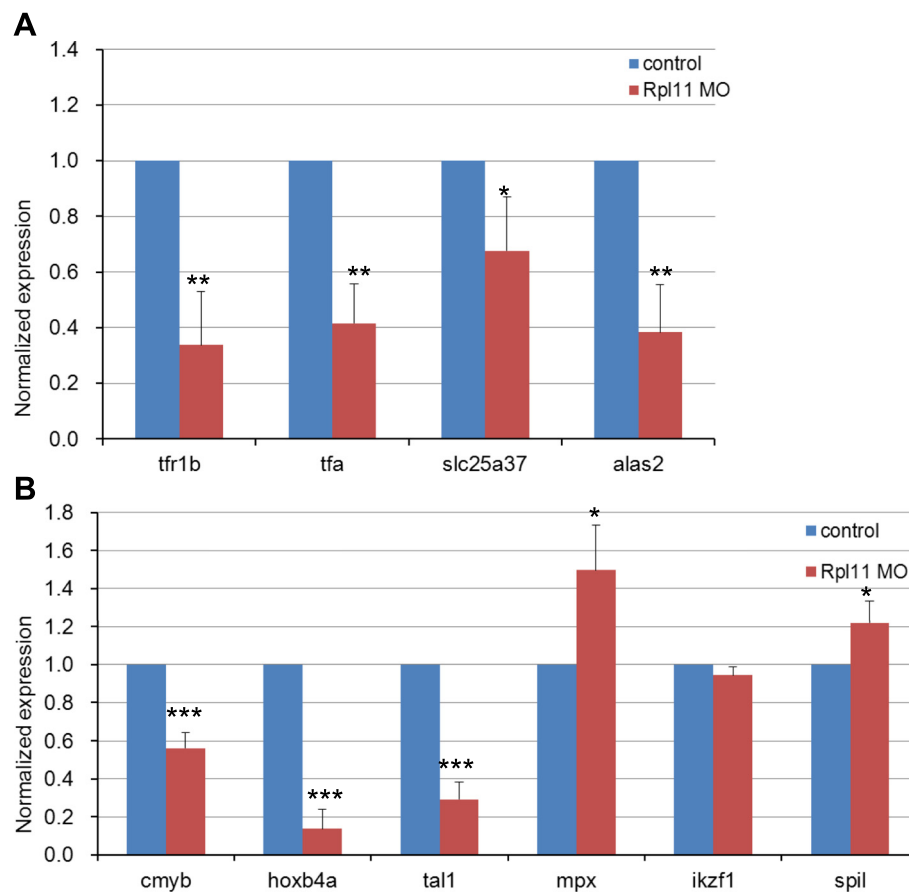 A
1.4
control
Rpl11 MO
1.2
1.0
*
0.8
**
**
**
0.6
0.4
0.2
0.0
Normalized expression
tfr1b tfa slc25a37 alas2
B
1.8
*
control
1.6
Rpl11 MO
1.4
*
1.2
1.0
0.8
***
0.6
***
0.4
***
0.2
0.0
Normalized expression
cmyb hoxb4a tal1 mpx ikzf1 spil